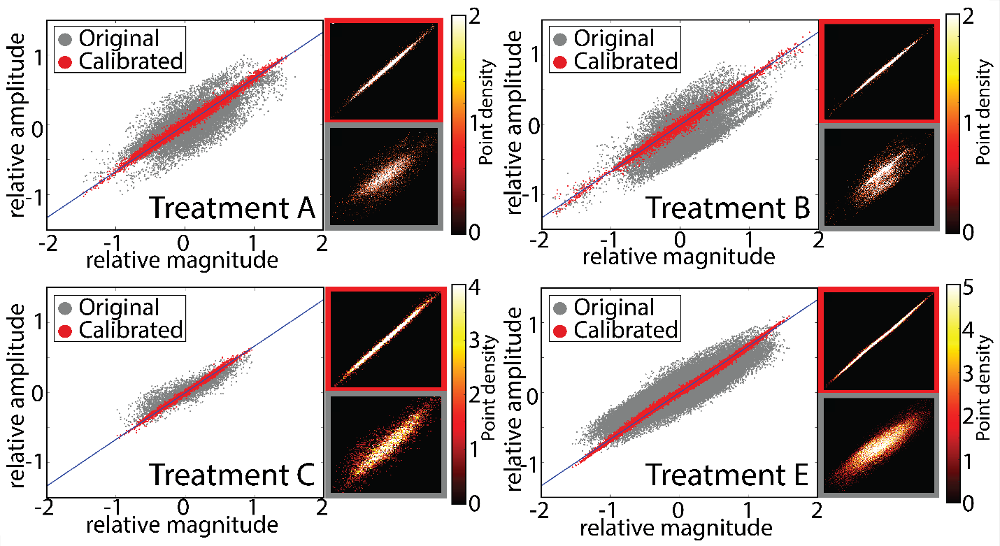 Original
Calibrated
1
0
-1
relative amplitude
Treatment A
-2
-1
0
1
2
relative magnitude
2
1
0
Point density
Original
Calibrated
1
0
-1
relative amplitude
Treatment B
-2
-1
0
1
2
relative magnitude
2
1
0
Point density
Original
Calibrated
1
0
-1
relative amplitude
Treatment C
-2
-1
0
1
2
relative magnitude
4
3
2
1
0
Point density
Original
Calibrated
1
0
-1
relative amplitude
Treatment E
-2
-1
0
1
2
relative magnitude
5
4
3
2
1
0
Point density